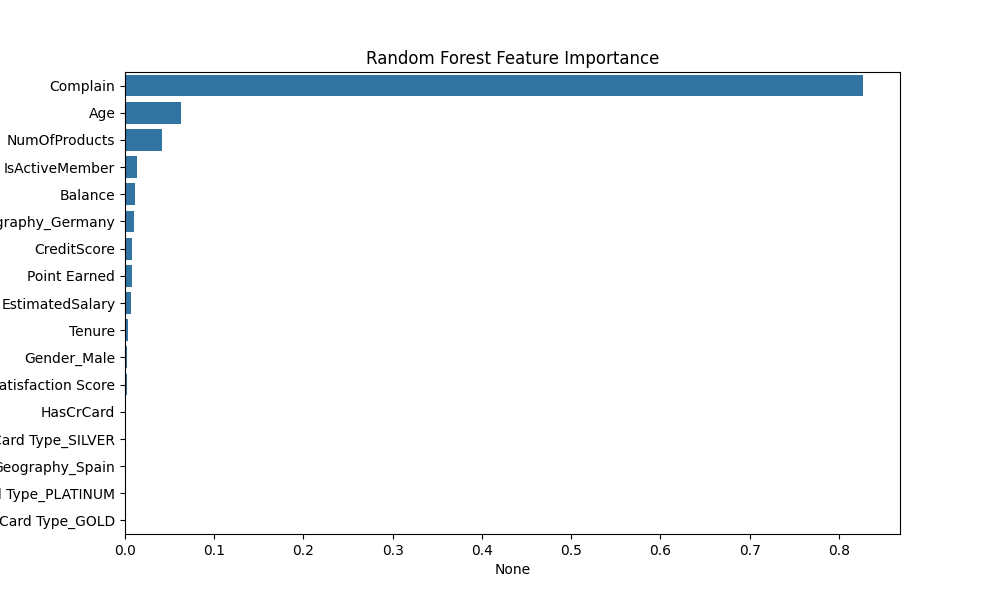 Random Forest Feature Importance
Complain
Age
NumOfProducts
IsActiveMember
Balance
graphy_Germany
CreditScore
Point Earned
EstimatedSalary
Tenure
Gender_Male
atisfaction Score
HasCrCard
Card Type_SILVER
Geography_Spain
d Type_PLATINUM
Card Type_GOLD
0.0 0.1 0.2 0.3 0.4 0.5 0.6 0.7 0.8
None